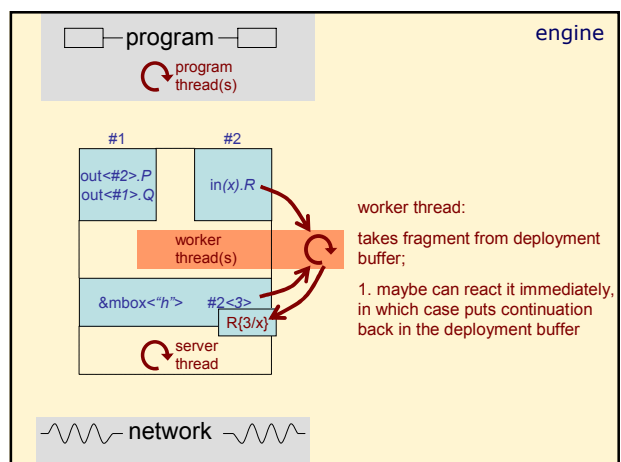 engine
program
program
thread(s)
#1 #2
out<#2>.P
out<#1>.Q
in(x).R
worker
thread(s)
worker thread:
takes fragment from deployment
buffer;
1. maybe can react it immediately,
in which case puts continuation
back in the deployment buffer
&mbox<“h”> #2<3>
R{3/x}
server
thread
network